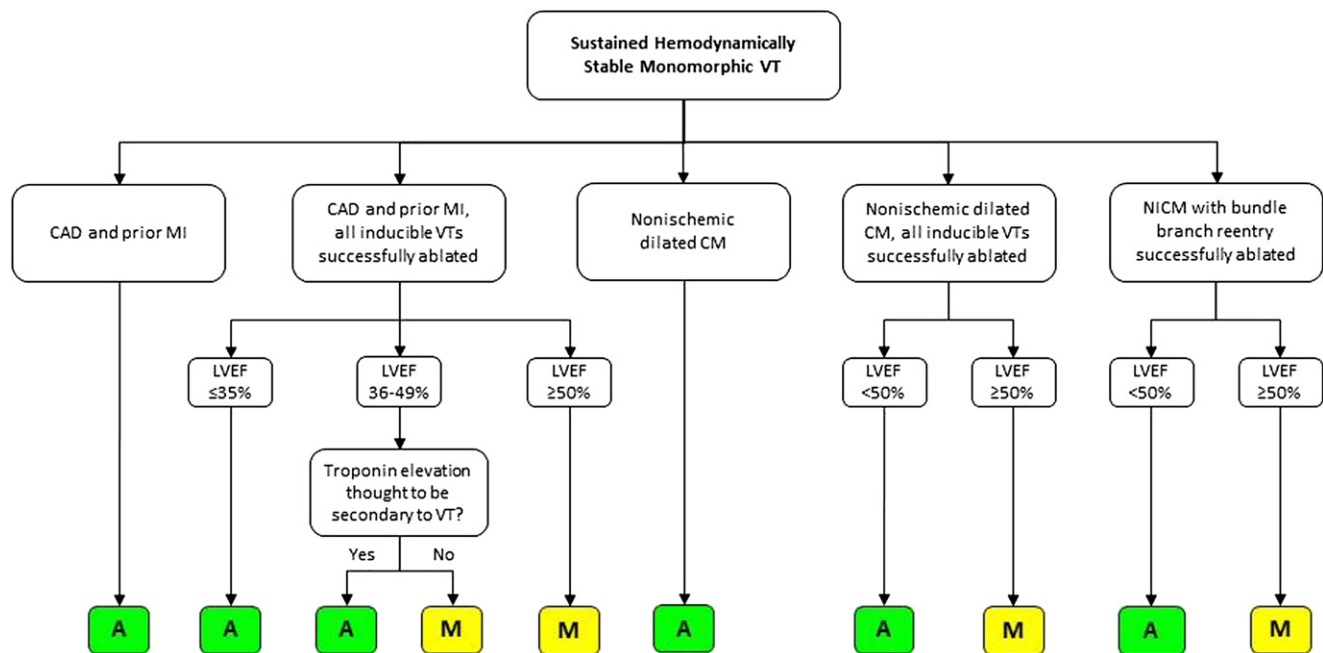 Sustained Hemodynamically
Stable Monomorphic VT
CAD and prior MI
CAD and prior MI,
all inducible VTs
successfully ablated
Nonischemic
dilated CM
Nonischemic dilated
CM, all inducible VTs
successfully ablated
NICM with bundle
branch reentry
successfully ablated
LVEF
≤35%
LVEF
36-49%
LVEF
≥50%
LVEF
<50%
LVEF
≥50%
LVEF
<50%
LVEF
≥50%
Troponin elevation
thought to be
secondary to VT?
Yes
No
A
A
A
M
M
A
A
M
A
M